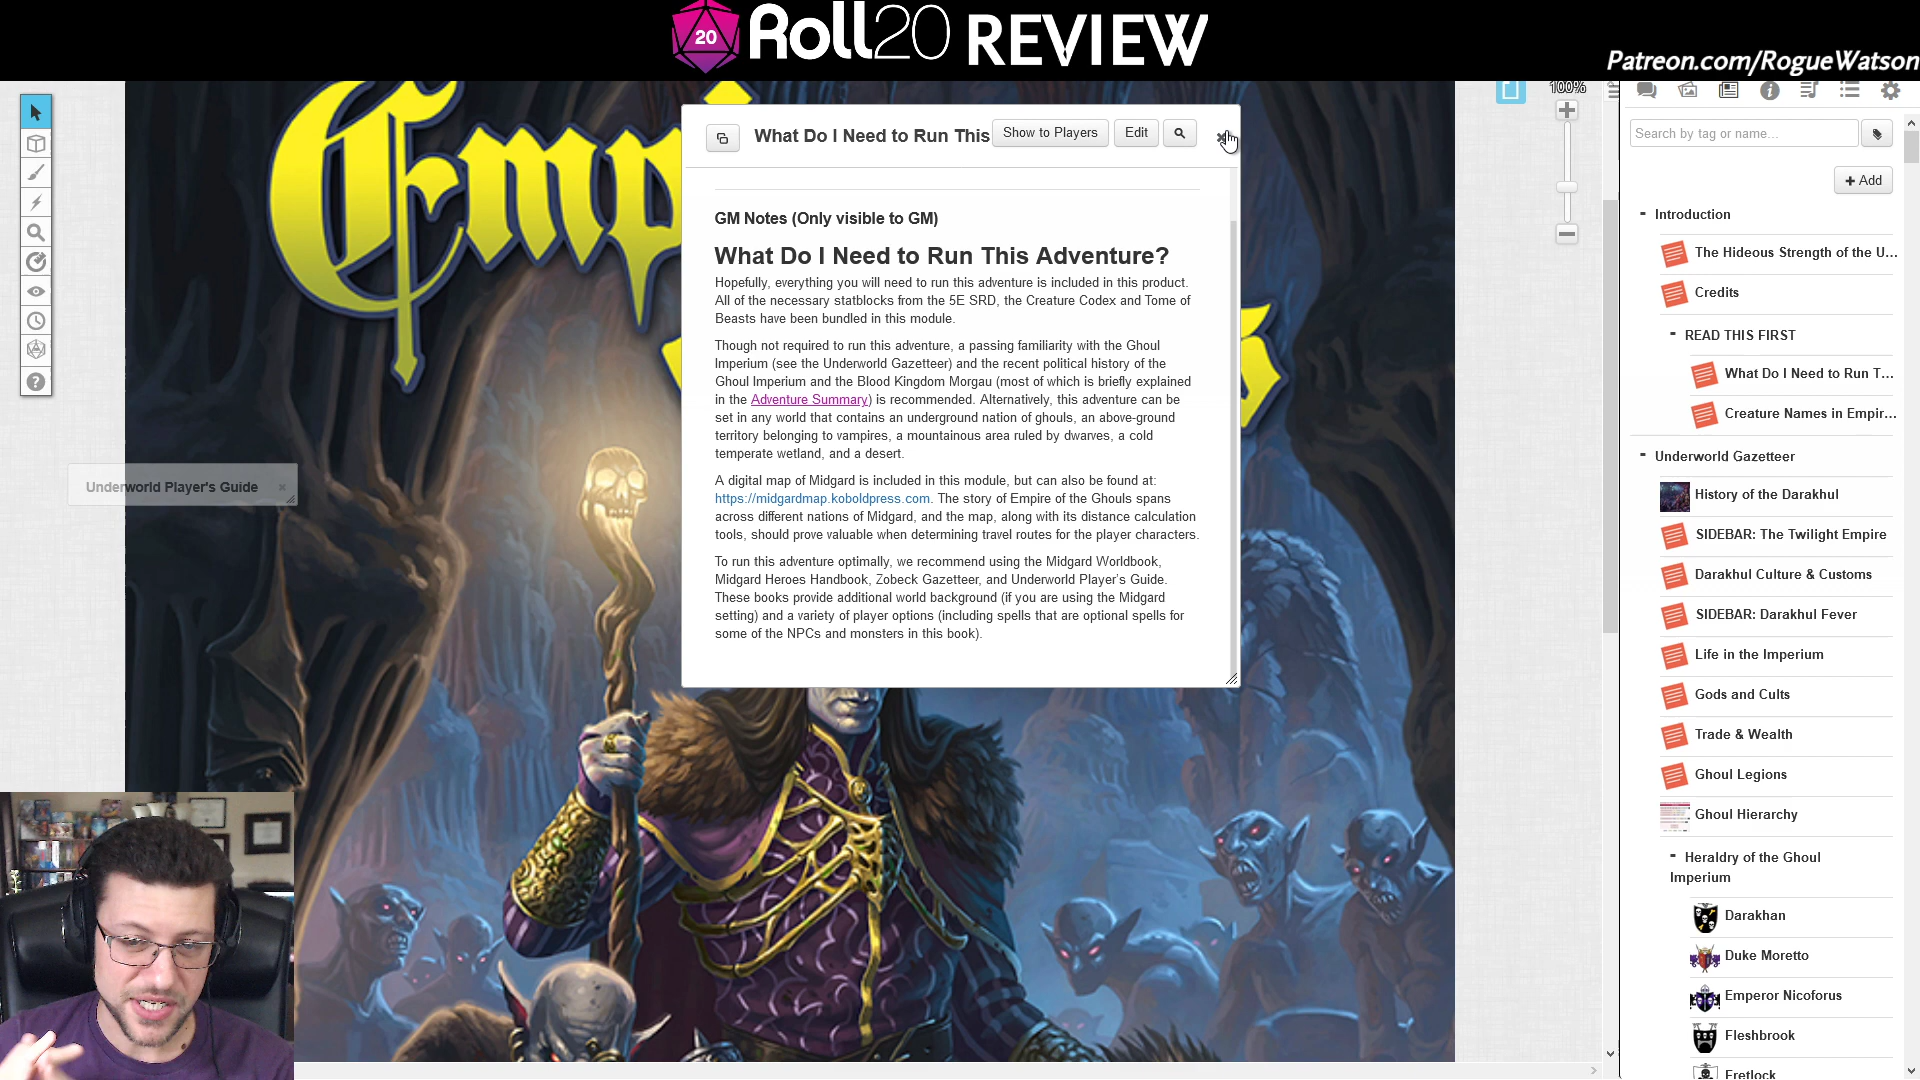 20 Roll20 REVIEW
Patreon.com/RogueWatson
100%
What Do I Need to Run This
Show to Players
Edit
Search by tag or name...
+ Add
GM Notes (Only visible to GM)
What Do I Need to Run This Adventure?
Hopefully, everything you will need to run this adventure is included in this product.
All of the necessary statblocks from the 5E SRD, the Creature Codex and Tome of
Beasts have been bundled in this module.
Though not required to run this adventure, a passing familiarity with the Ghoul
Imperium (see the Underworld Gazetteer) and the recent political history of the
Ghoul Imperium and the Blood Kingdom Morgau (most of which is briefly explained
in the Adventure Summary) is recommended. Alternatively, this adventure can be
set in any world that contains an underground nation of ghouls, an above-ground
territory belonging to vampires, a mountainous area ruled by dwarves, a cold
temperate wetland, and a desert.
A digital map of Midgard is included in this module, but can also be found at:
https://midgardmap.koboldpress.com. The story of Empire of the Ghouls spans
across different nations of Midgard, and the map, along with its distance calculation
tools, should prove valuable when determining travel routes for the player characters.
To run this adventure optimally, we recommend using the Midgard Worldbook,
Midgard Heroes Handbook, Zobeck Gazetteer, and Underworld Player's Guide.
These books provide additional world background (if you are using the Midgard
setting) and a variety of player options (including spells that are optional spells for
some of the NPCs and monsters in this book).
Underworld Player's Guide
Introduction
The Hideous Strength of the U...
Credits
READ THIS FIRST
What Do I Need to Run T...
Creature Names in Empir...
Underworld Gazetteer
History of the Darakhul
SIDEBAR: The Twilight Empire
Darakhul Culture & Customs
SIDEBAR: Darakhul Fever
Life in the Imperium
Gods and Cults
Trade & Wealth
Ghoul Legions
Ghoul Hierarchy
Heraldry of the Ghoul
Imperium
Darakhan
Duke Moretto
Emperor Nicoforus
Fleshbrook
Fretlock